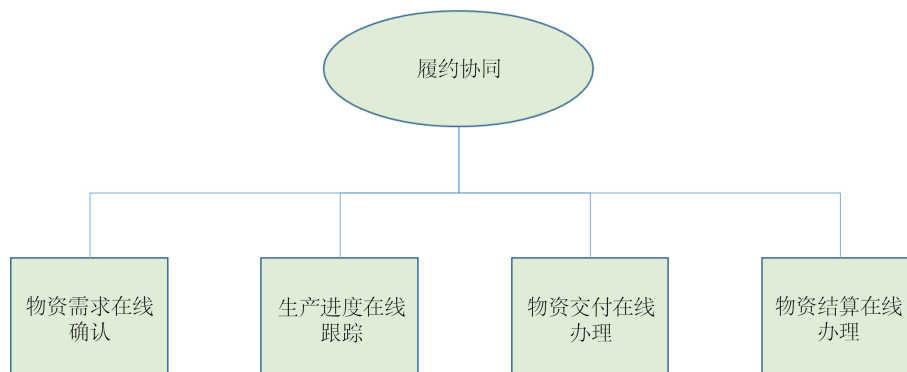 履约协同
物资需求在线
确认
生产进度在线
跟踪
物资交付在线
办理
物资结算在线
办理